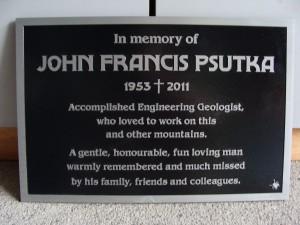 In memory of
JOHN FRANCIS PSUTKA
1953 † 2011
Accomplished Engineering Geologist,
who loved to work on this
and other mountains.
A gentle, honourable, fun loving man
warmly remembered and much missed
by his family, friends and colleagues.